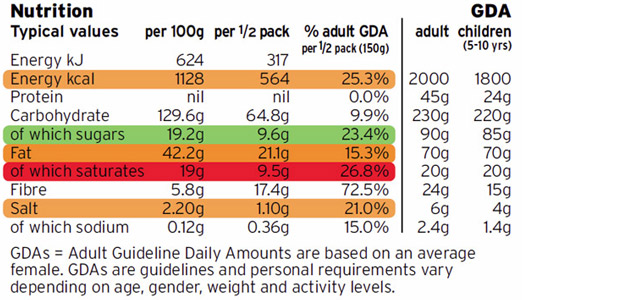 Nutrition GDA
Typical values per 100g per 1/2 pack % adult GDA per 1/2 pack (150g) adult children (5-10 yrs)
Energy kJ 624 317
Energy kcal 1128 564 25.3% 2000 1800
Protein nil nil 0.0% 45g 24g
Carbohydrate 129.6g 64.8g 9.9% 230g 220g
of which sugars 19.2g 9.6g 23.4% 90g 85g
Fat 42.2g 21.1g 15.3% 70g 70g
of which saturates 19g 9.5g 26.8% 20g 20g
Fibre 5.8g 17.4g 72.5% 24g 15g
Salt 2.20g 1.10g 21.0% 6g 4g
of which sodium 0.12g 0.36g 15.0% 2.4g 1.4g
GDAs = Adult Guideline Daily Amounts are based on an average
female. GDAs are guidelines and personal requirements vary
depending on age, gender, weight and activity levels.